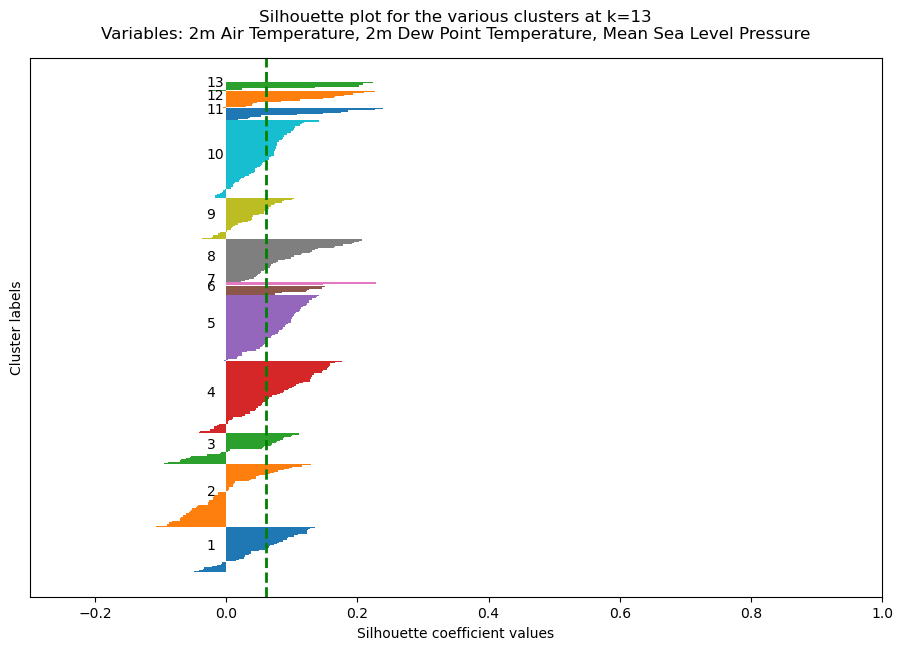 Silhouette plot for the various clusters at k=13
Variables: 2m Air Temperature, 2m Dew Point Temperature, Mean Sea Level Pressure
13
12
11
10
9
8
7
6
5
4
3
2
1
Cluster labels
−0.2 0.0 0.2 0.4 0.6 0.8 1.0
Silhouette coefficient values